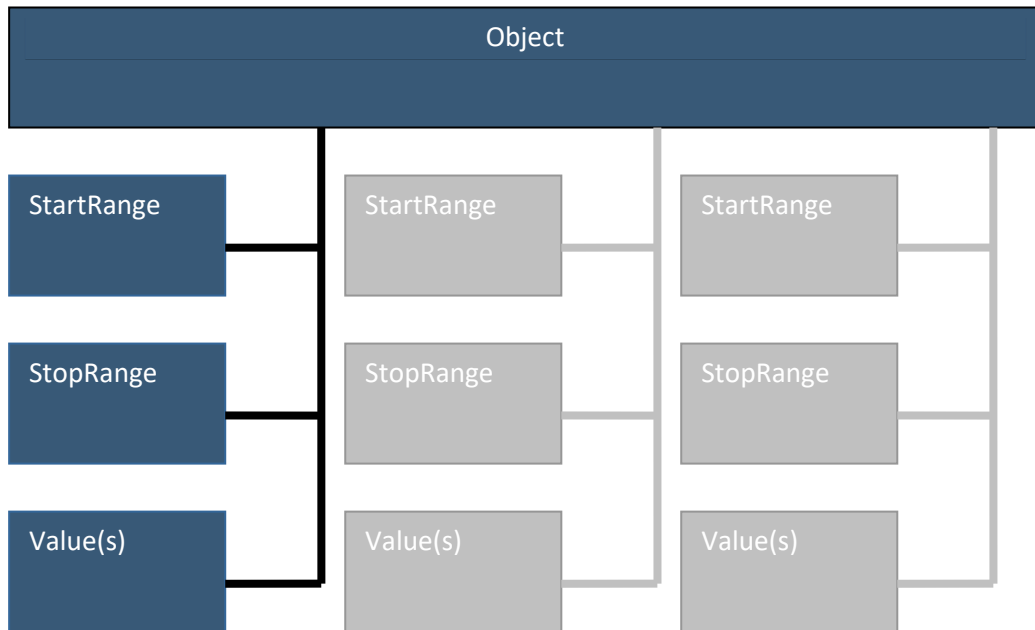 Object
StartRange
StartRange
StartRange
StopRange
StopRange
StopRange
Value(s)
Value(s)
Value(s)